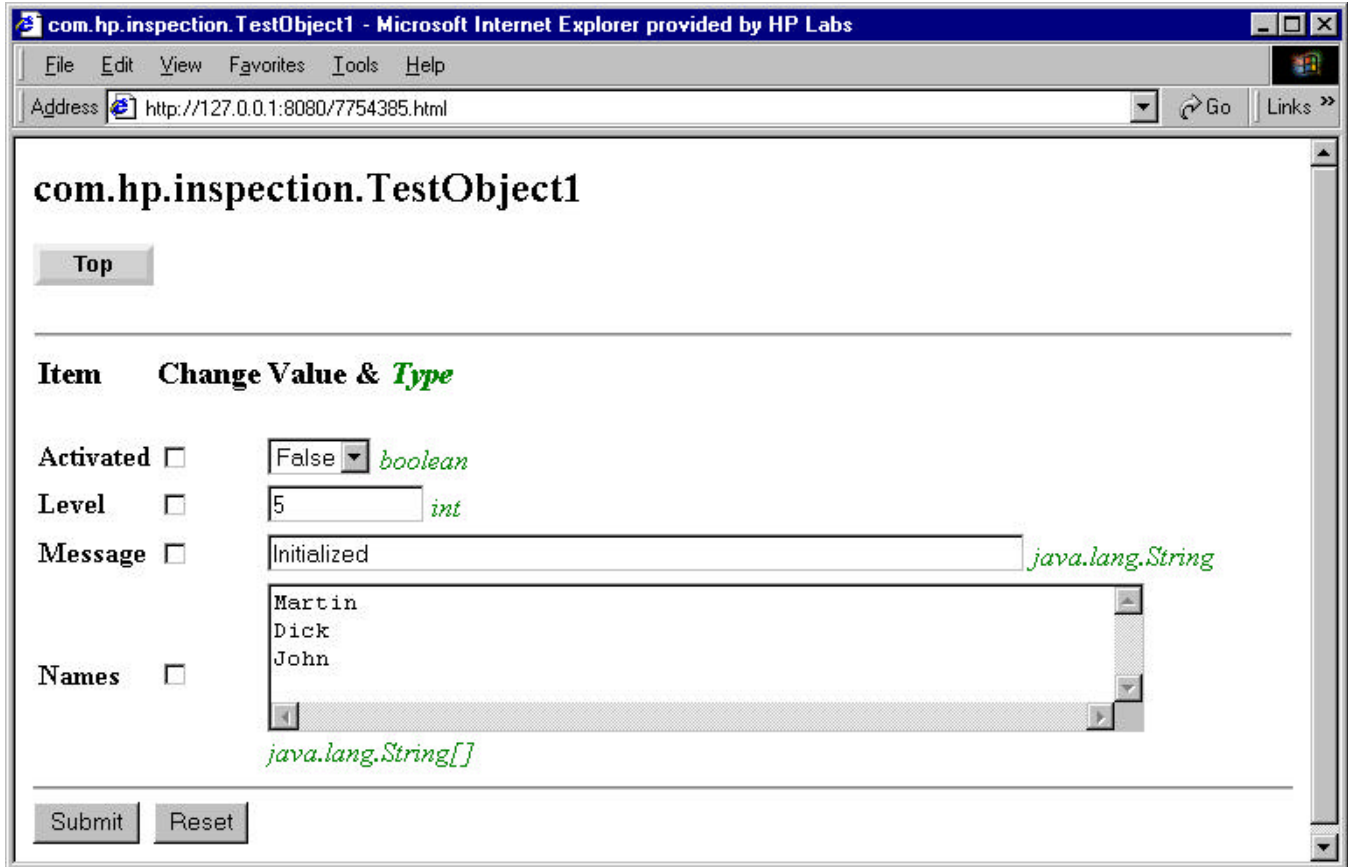 com.hp.inspection.TestObject1 - Microsoft Internet Explorer provided by HP Labs
File Edit View Favorites Tools Help
Address http://127.0.0.1:8080/7754385.html Go Links »
com.hp.inspection.TestObject1
Top
Item Change Value & Type
Activated False boolean
Level 5 int
Message Initialized java.lang.String
Martin
Dick
John
Names
java.lang.String[]
Submit Reset